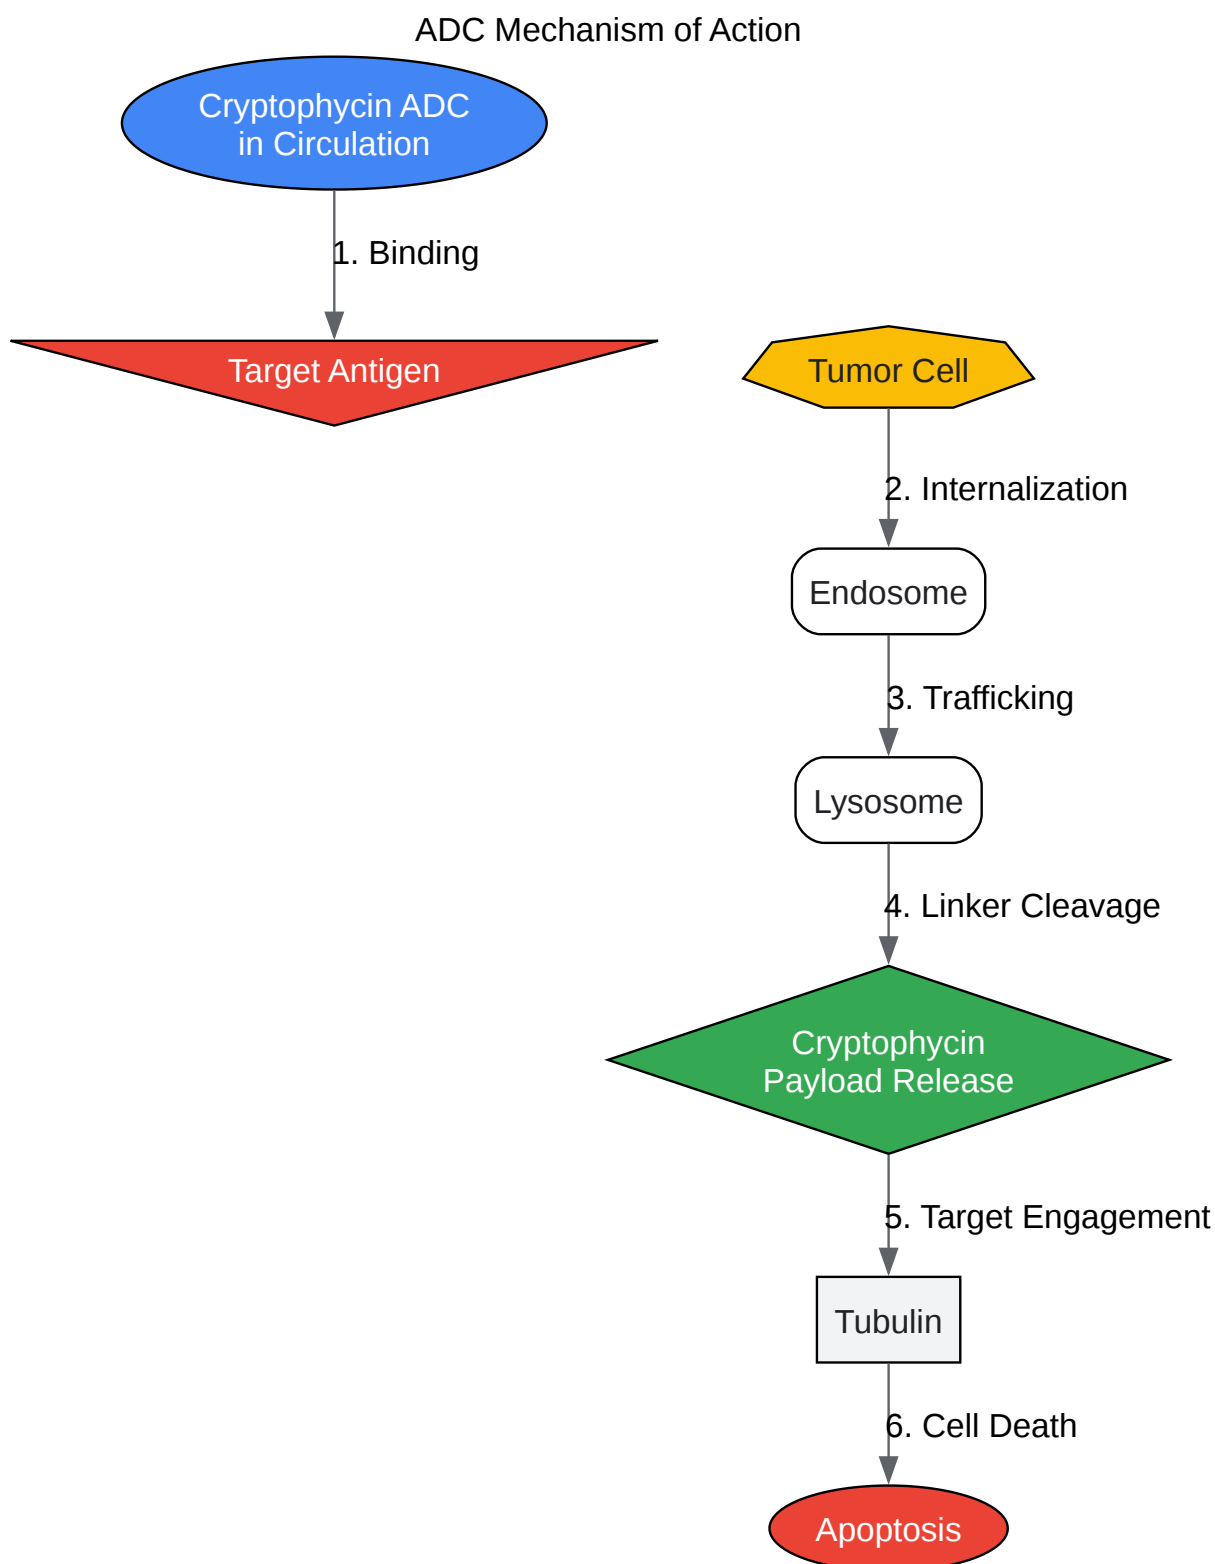 ADC Mechanism of Action
Cryptophycin ADC
in Circulation
1. Binding
Target Antigen
Tumor Cell
2. Internalization
Endosome
3. Trafficking
Lysosome
4. Linker Cleavage
Cryptophycin
Payload Release
5. Target Engagement
Tubulin
6. Cell Death
Apoptosis